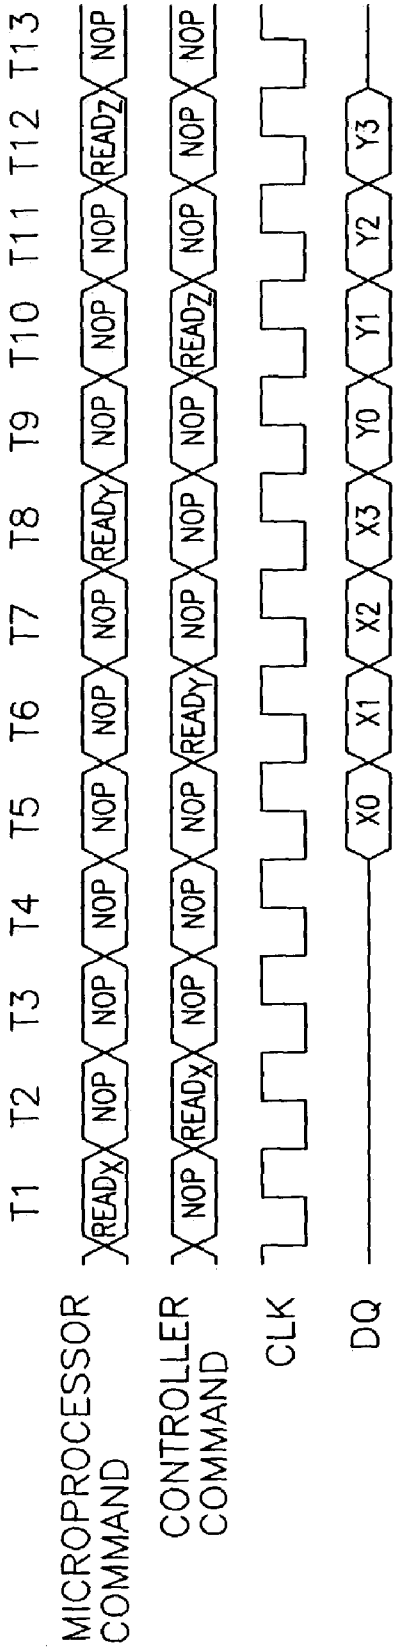 T1 T2 T3 T4 T5 T6 T7 T8 T9 T10 T11 T12 T13
MICROPROCESSOR
COMMAND
READX NOP NOP NOP NOP NOP NOP READY NOP NOP NOP READZ NOP
CONTROLLER
COMMAND
NOP READX NOP NOP NOP READY NOP NOP NOP READZ NOP NOP NOP
CLK
DQ
X0 X1 X2 X3 Y0 Y1 Y2 Y3